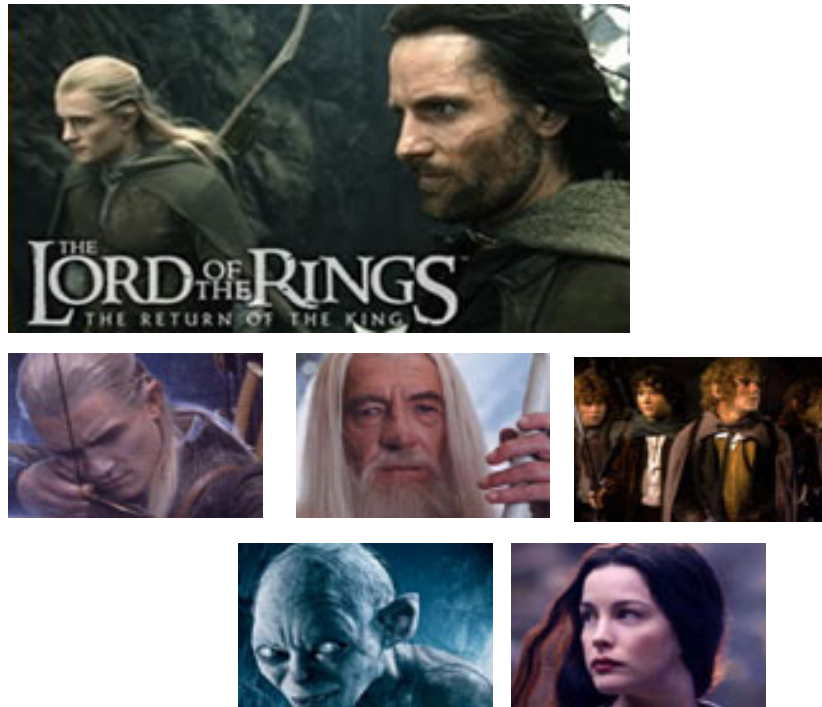 THE
LORD OF THE RINGS
THE RETURN OF THE KING